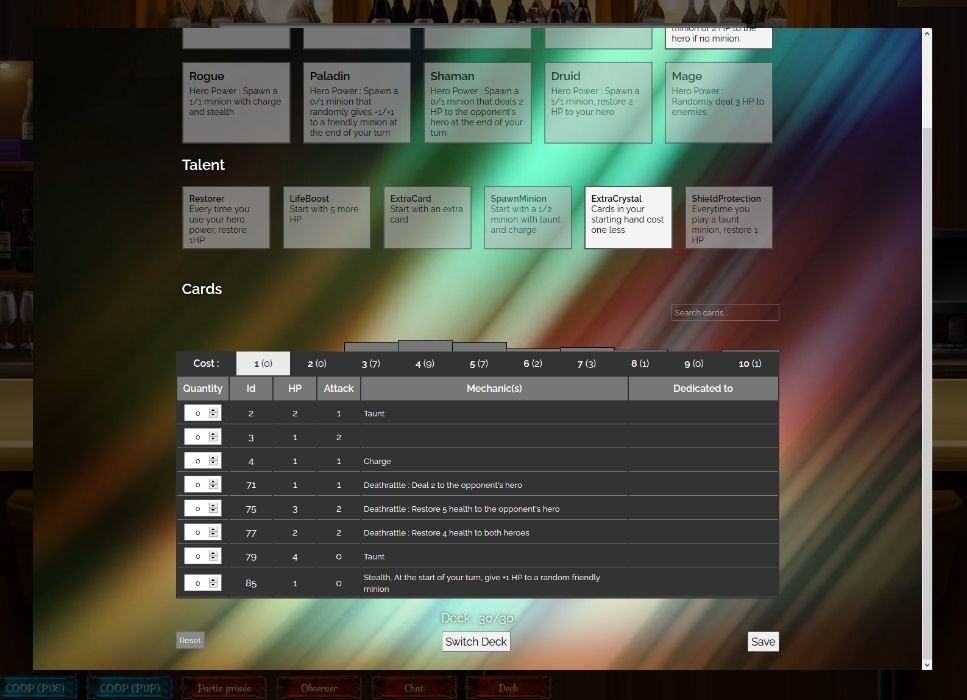 minion or 2 HP to the
hero if no minion.
Rogue
Hero Power : Spawn a
1/1 minion with charge
and stealth
Paladin
Hero Power : Spawn a
0/1 minion that
randomly gives +1/+1
to a friendly minion at
the end of your turn
Shaman
Hero Power : Spawn a
0/1 minion that deals 2
HP to the opponent's
hero at the end of your
turn
Druid
Hero Power : Spawn a
1/1 minion, restore 2
HP to your hero
Mage
Hero Power :
Randomly deal 3 HP to
enemies.
Talent
Restorer
Every time you
use your hero
power, restore
1HP
LifeBoost
Start with 5 more
HP
ExtraCard
Start with an extra
card
SpawnMinion
Start with a 1/2
minion with taunt
and charge
ExtraCrystal
Cards in your
starting hand cost
one less
ShieldProtection
Everytime you
play a taunt
minion, restore 1
HP
Cards
Search cards..
Cost : 1 (0) 2 (0) 3 (7) 4 (9) 5 (7) 6 (2) 7 (3) 8 (1) 9 (0) 10 (1)
Quantity Id HP Attack Mechanic(s) Dedicated to
0 2 2 1 Taunt
0 3 1 2
0 4 1 1 Charge
0 71 1 1 Deathrattle : Deal 2 to the opponent's hero
0 75 3 2 Deathrattle : Restore 5 health to the opponent's hero
0 77 2 2 Deathrattle : Restore 4 health to both heroes
0 79 4 0 Taunt
0 85 1 0 Stealth, At the start of your turn, give +1 HP to a random friendly
minion
Deck : 30/30
Reset Switch Deck Save
COOP (PVE) COOP (PVP) Partie privée Observer Chat Deck